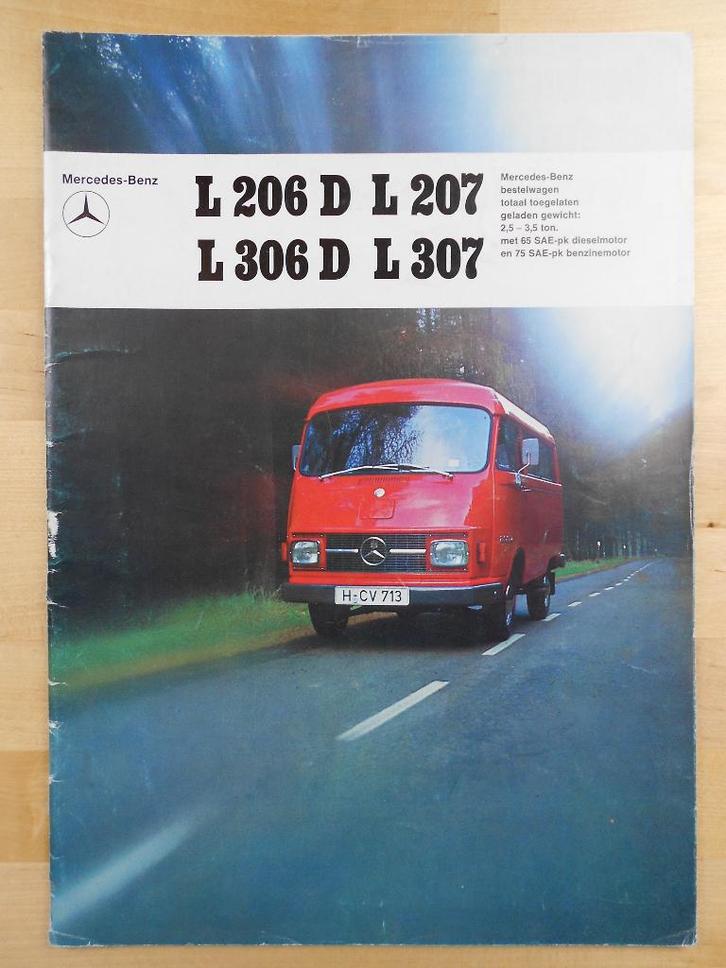 Mercedes-Benz
L 206 D L 207
L 306 D L 307
Mercedes-Benz
bestelwagen
totaal toegelaten
geladen gewicht:
2,5 – 3,5 ton.
met 65 SAE-pk dieselmotor
en 75 SAE-pk benzinemotor
H-CV 713